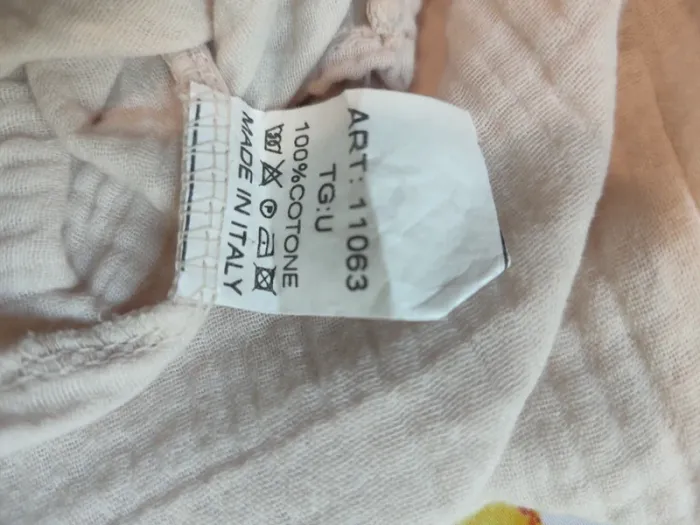 ART: 11063
TG:U
100%COTONE
MADE IN ITALY